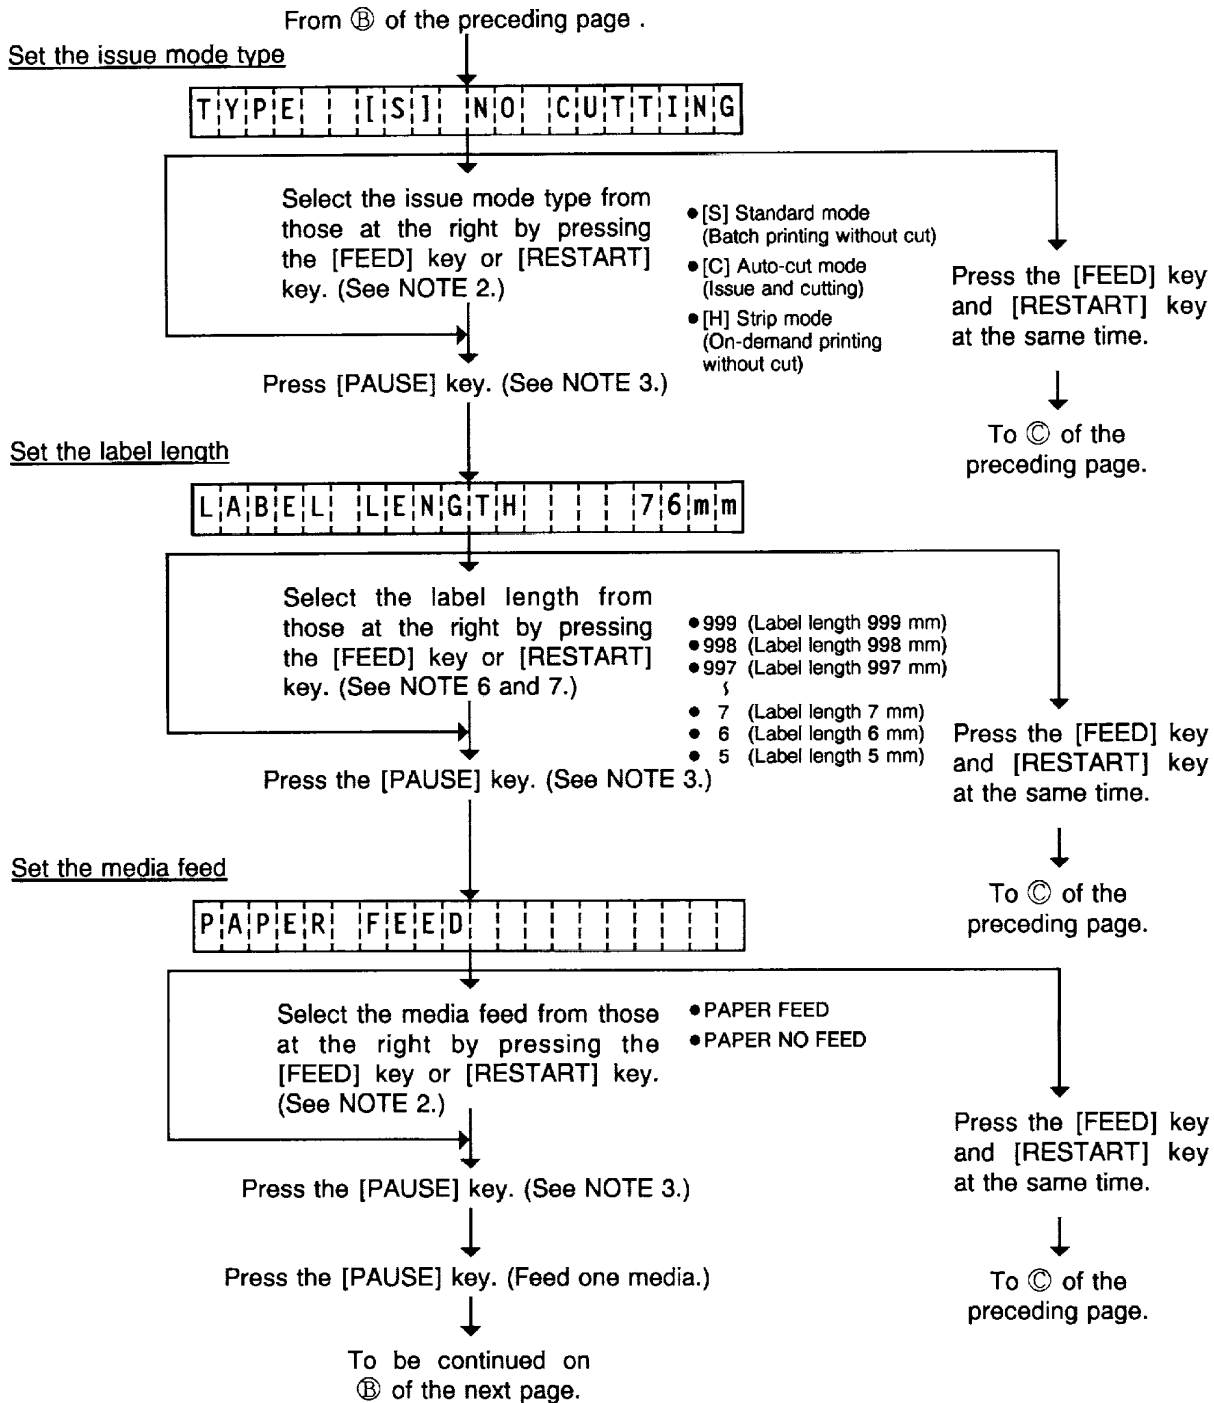 From Ⓑ of the preceding page .
Set the issue mode type
TYPE [S] NO CUTTING
Select the issue mode type from
those at the right by pressing
the [FEED] key or [RESTART]
key. (See NOTE 2.)
●[S] Standard mode
(Batch printing without cut)
●[C] Auto-cut mode
(Issue and cutting)
●[H] Strip mode
(On-demand printing
without cut)
Press the [FEED] key
and [RESTART] key
at the same time.
Press [PAUSE] key. (See NOTE 3.)
To Ⓒ of the
preceding page.
Set the label length
LABEL LENGTH 76mm
Select the label length from
those at the right by pressing
the [FEED] key or [RESTART]
key. (See NOTE 6 and 7.)
●999 (Label length 999 mm)
●998 (Label length 998 mm)
●997 (Label length 997 mm)
≀
● 7 (Label length 7 mm)
● 6 (Label length 6 mm)
● 5 (Label length 5 mm)
Press the [FEED] key
and [RESTART] key
at the same time.
Press the [PAUSE] key. (See NOTE 3.)
To Ⓒ of the
preceding page.
Set the media feed
PAPER FEED
Select the media feed from those
at the right by pressing the
[FEED] key or [RESTART] key.
(See NOTE 2.)
●PAPER FEED
●PAPER NO FEED
Press the [FEED] key
and [RESTART] key
at the same time.
Press the [PAUSE] key. (See NOTE 3.)
Press the [PAUSE] key. (Feed one media.)
To Ⓒ of the
preceding page.
To be continued on
Ⓑ of the next page.